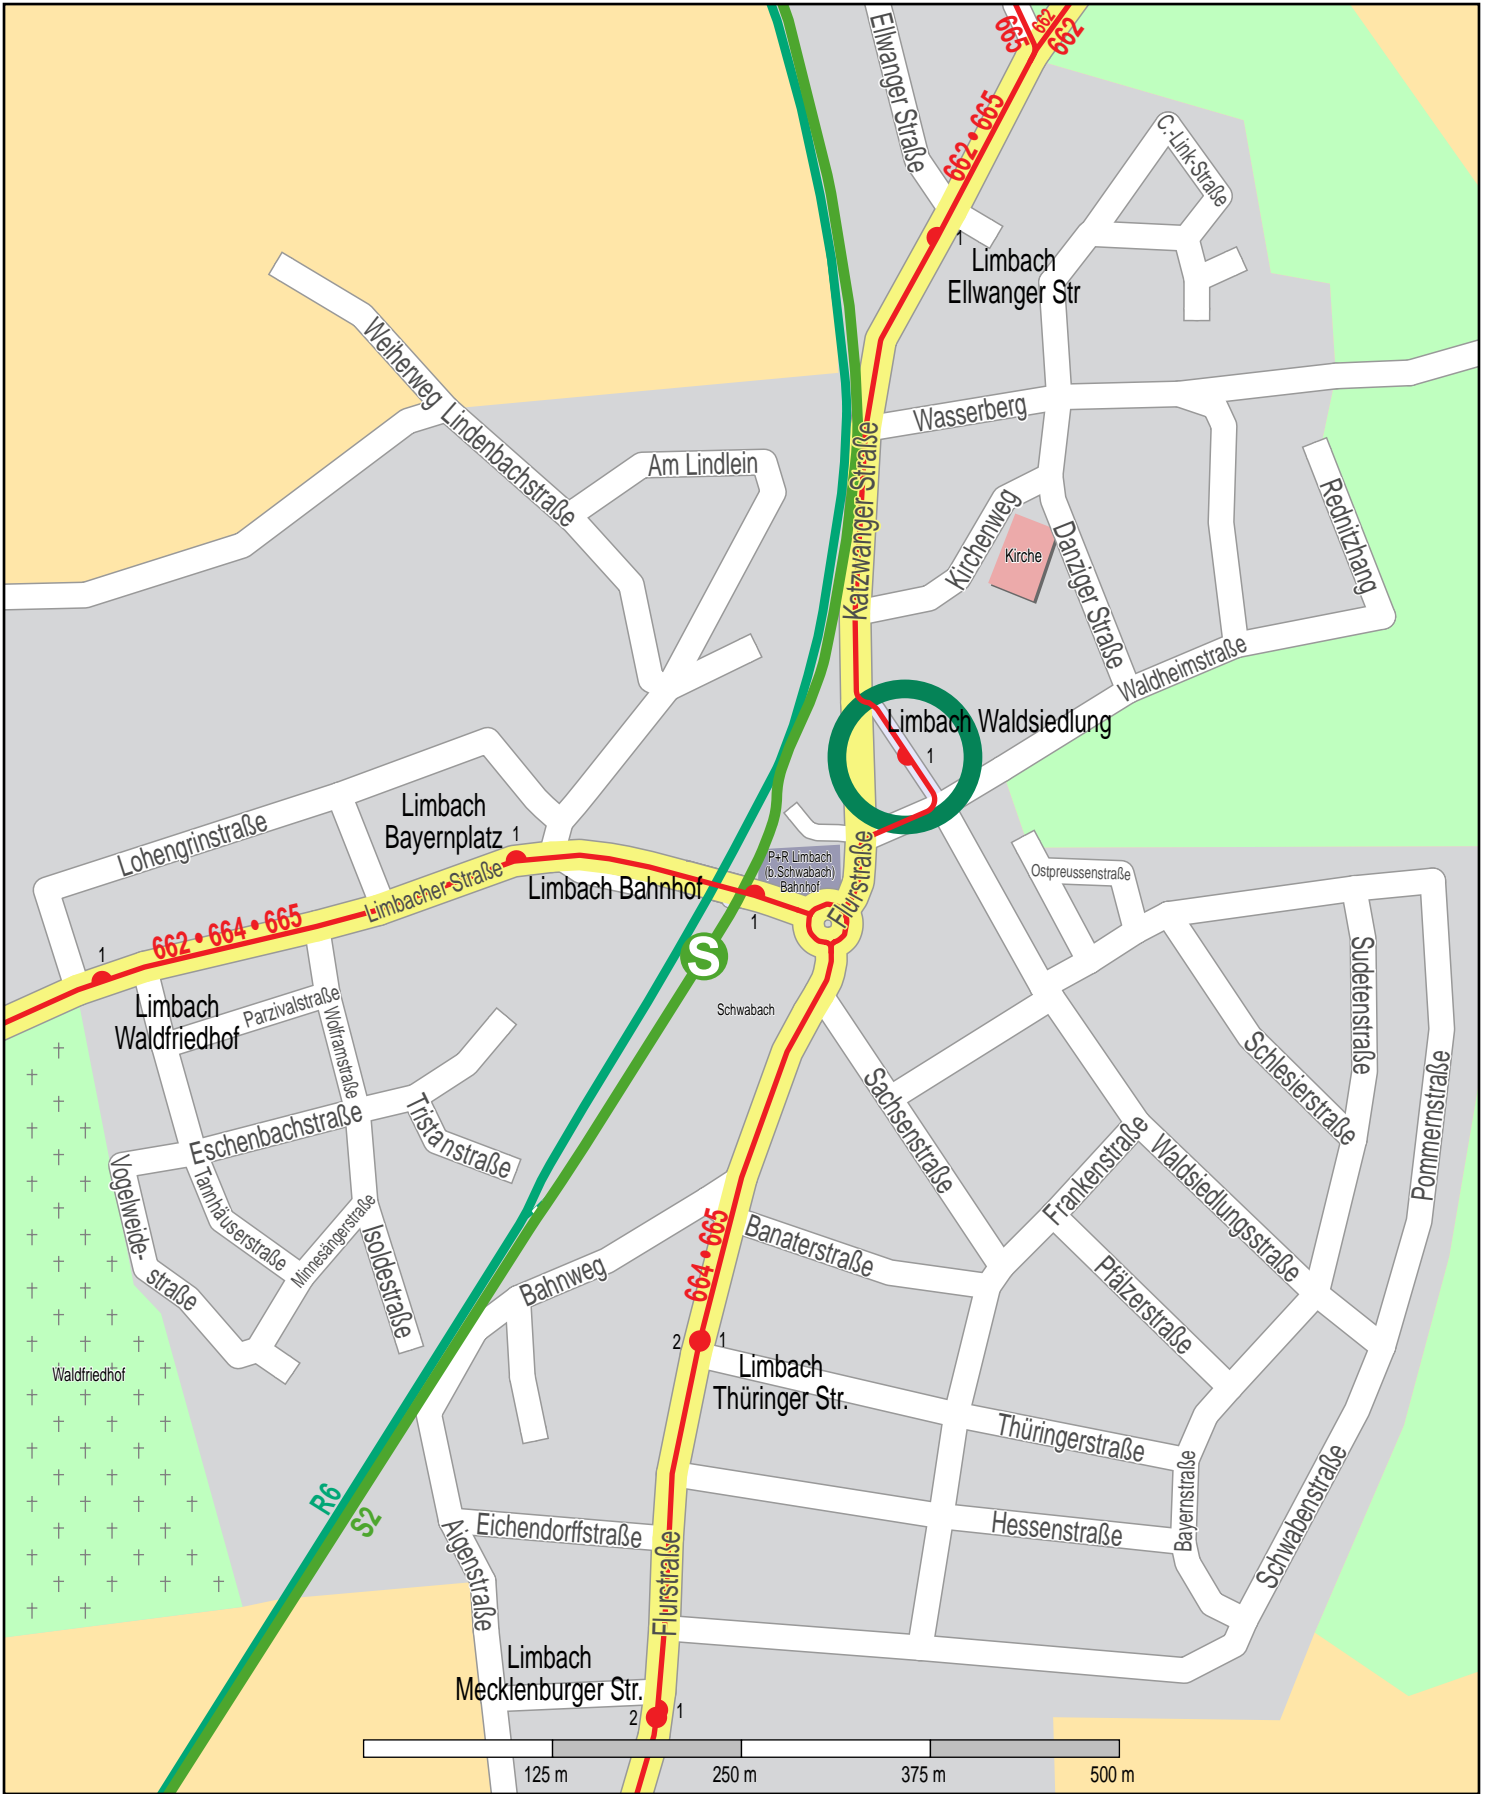 Ellwanger Straße
665
662
662
662 • 665
C.-Link-Straße
1
Limbach
Ellwanger Str
Weiherweg
Lindenbachstraße
Am Lindlein
Wasserberg
Katzwanger Straße
Kirchenweg
Kirche
Danziger Straße
Rednitzhang
Waldheimstraße
Limbach Waldsiedlung
1
Limbach
Bayernplatz
1
Lohengrinstraße
Limbacher Straße
Limbach Bahnhof
1
P+R Limbach
(b.Schwabach)
Bahnhof
Flurstraße
Ostpreussenstraße
662 • 664 • 665
1
Limbach
Waldfriedhof
S
Schwabach
Parzivalstraße
Wolframstraße
Sudetenstraße
Schlesierstraße
Pommernstraße
Sachsenstraße
Eschenbachstraße
Tristanstraße
Vogelweide-
straße
Tannhäuserstraße
Minnesängerstraße
Isoldestraße
Frankenstraße
Waldsiedlungsstraße
Banaterstraße
664 • 665
Bahnweg
Pfälzerstraße
2
1
Limbach
Thüringer Str.
Waldfriedhof
Thüringerstraße
Bayernstraße
Schwabenstraße
R6
S2
Aigenstraße
Eichendorffstraße
Hessenstraße
Flurstraße
Limbach
Mecklenburger Str.
2
1
125 m
250 m
375 m
500 m